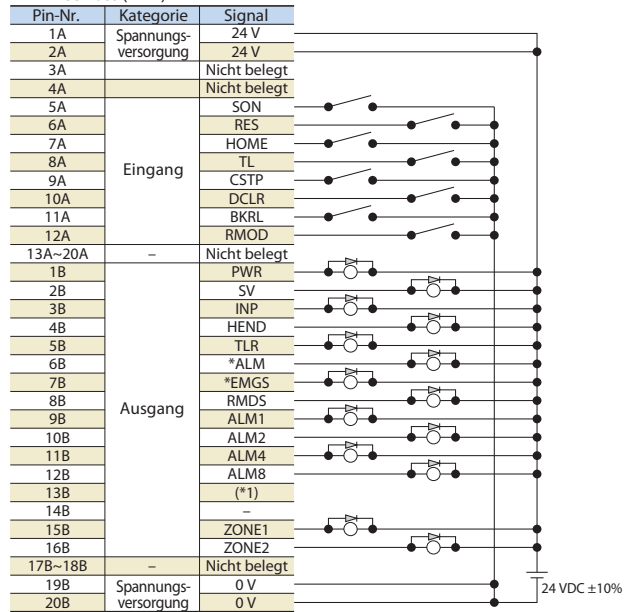 Pin-Nr. Kategorie Signal
1A Spannungs-versorgung 24 V
2A 24 V
3A Nicht belegt
4A Nicht belegt
5A Eingang SON
6A RES
7A HOME
8A TL
9A CSTP
10A DCLR
11A BKRL
12A RMOD
13A~20A – Nicht belegt
1B Ausgang PWR
2B SV
3B INP
4B HEND
5B TLR
6B *ALM
7B *EMGS
8B RMDS
9B ALM1
10B ALM2
11B ALM4
12B ALM8
13B (*1)
14B –
15B ZONE1
16B ZONE2
17B~18B – Nicht belegt
19B Spannungs-versorgung 0 V
20B 0 V
24 VDC ±10%